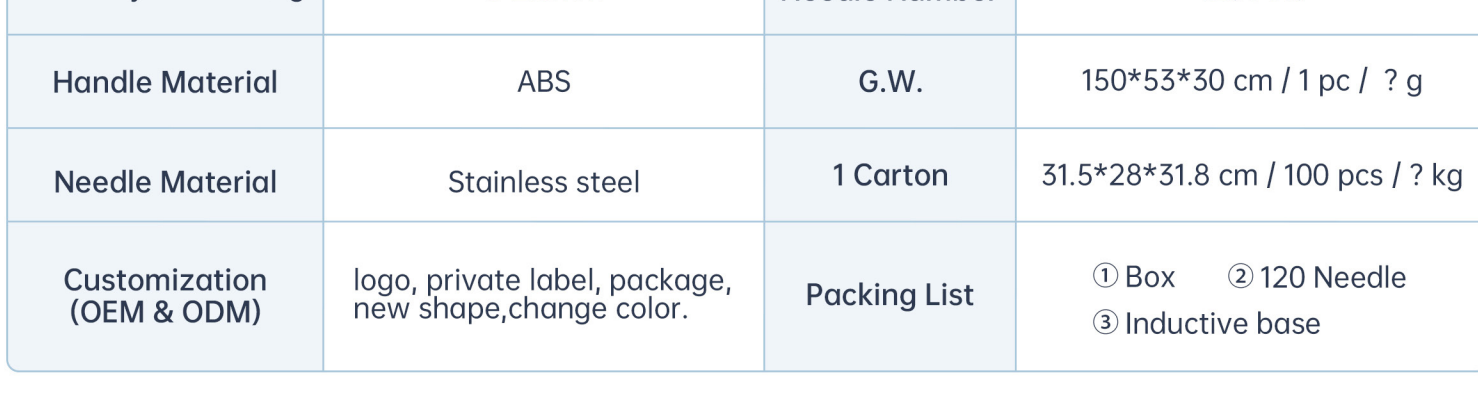 Handle Material ABS G.W. 150*53*30 cm / 1 pc / ? g
Needle Material Stainless steel 1 Carton 31.5*28*31.8 cm / 100 pcs / ? kg
Customization
(OEM & ODM)
logo, private label, package,
new shape,change color.
Packing List
① Box ② 120 Needle
③ Inductive base